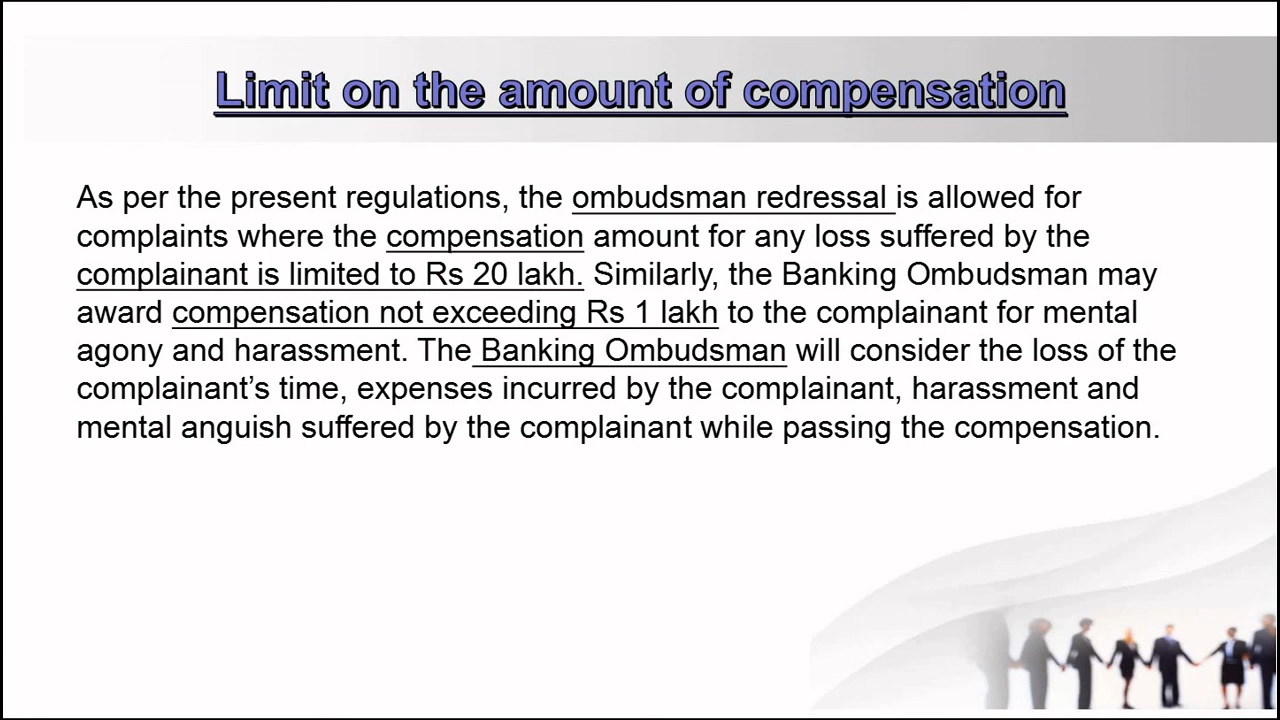 Limit on the amount of compensation
As per the present regulations, the ombudsman redressal is allowed for
complaints where the compensation amount for any loss suffered by the
complainant is limited to Rs 20 lakh. Similarly, the Banking Ombudsman may
award compensation not exceeding Rs 1 lakh to the complainant for mental
agony and harassment. The Banking Ombudsman will consider the loss of the
complainant’s time, expenses incurred by the complainant, harassment and
mental anguish suffered by the complainant while passing the compensation.